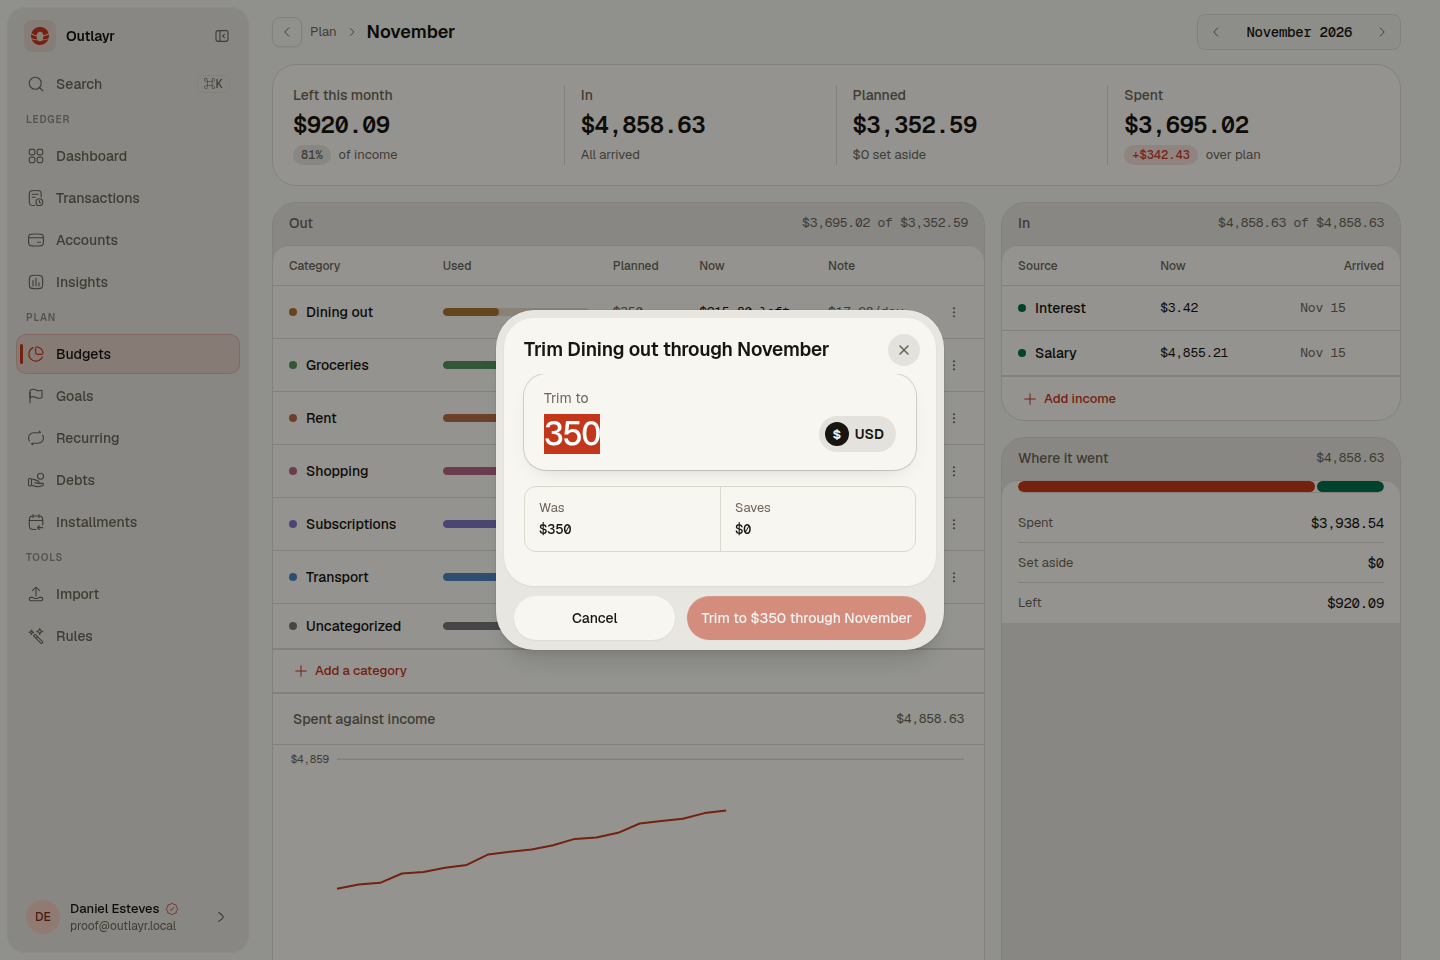 Outlayr
Search
⌘K
LEDGER
Dashboard
Transactions
Accounts
Insights
PLAN
Budgets
Goals
Recurring
Debts
Installments
TOOLS
Import
Rules
DE
Daniel Esteves
proof@outlayr.local
Plan
November
November 2026
Left this month
$920.09
81% of income
In
$4,858.63
All arrived
Planned
$3,352.59
$0 set aside
Spent
$3,695.02
+$342.43 over plan
Out
$3,695.02 of $3,352.59
Category Used Planned Now Note
Dining out
Groceries
Rent
Shopping
Subscriptions
Transport
Uncategorized
Add a category
Spent against income
$4,858.63
$4,859
In
$4,858.63 of $4,858.63
Source Now Arrived
Interest $3.42 Nov 15
Salary $4,855.21 Nov 15
Add income
Where it went
$4,858.63
Spent $3,938.54
Set aside $0
Left $920.09
Trim Dining out through November
Trim to
350
$ USD
Was
$350
Saves
$0
Cancel
Trim to $350 through November